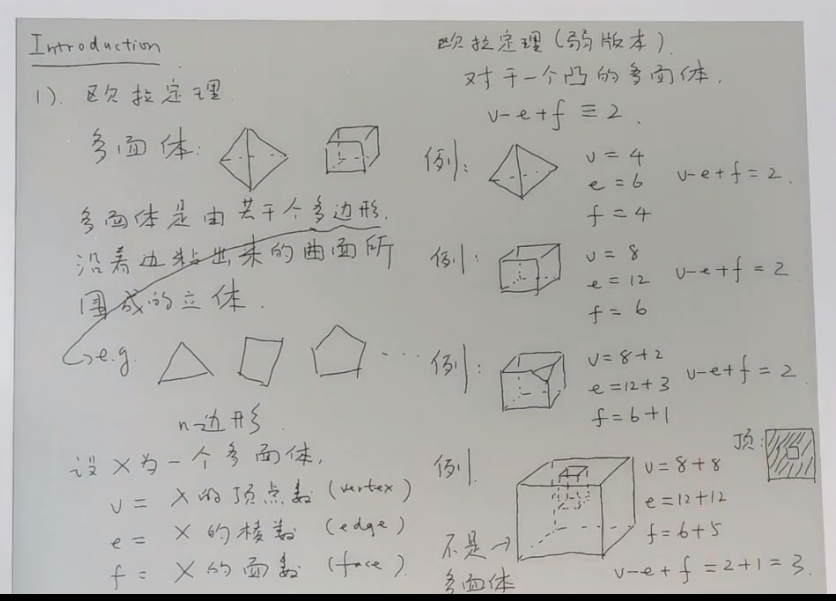 Introduction
1). 欧拉定理
多面体:
多面体是由若干个多边形.
沿着边粘出来的曲面所
围成的立体.
e.g. ...
n-边形.
设X为一个多面体,
v = X的顶点数 (vertex)
e = X的棱数 (edge)
f = X的面数 (face).
欧拉定理(弱版本).
对于一个凸的多面体.
v-e+f ≡ 2.
例: v = 4
e = 6 v-e+f = 2.
f = 4
例: v = 8
e = 12 v-e+f = 2.
f = 6
例: v = 8+2
e = 12+3 v-e+f = 2.
f = 6+1
顶:
例. v = 8+8
e = 12+12
f = 6+5
不是→
多面体
v-e+f = 2+1 = 3.